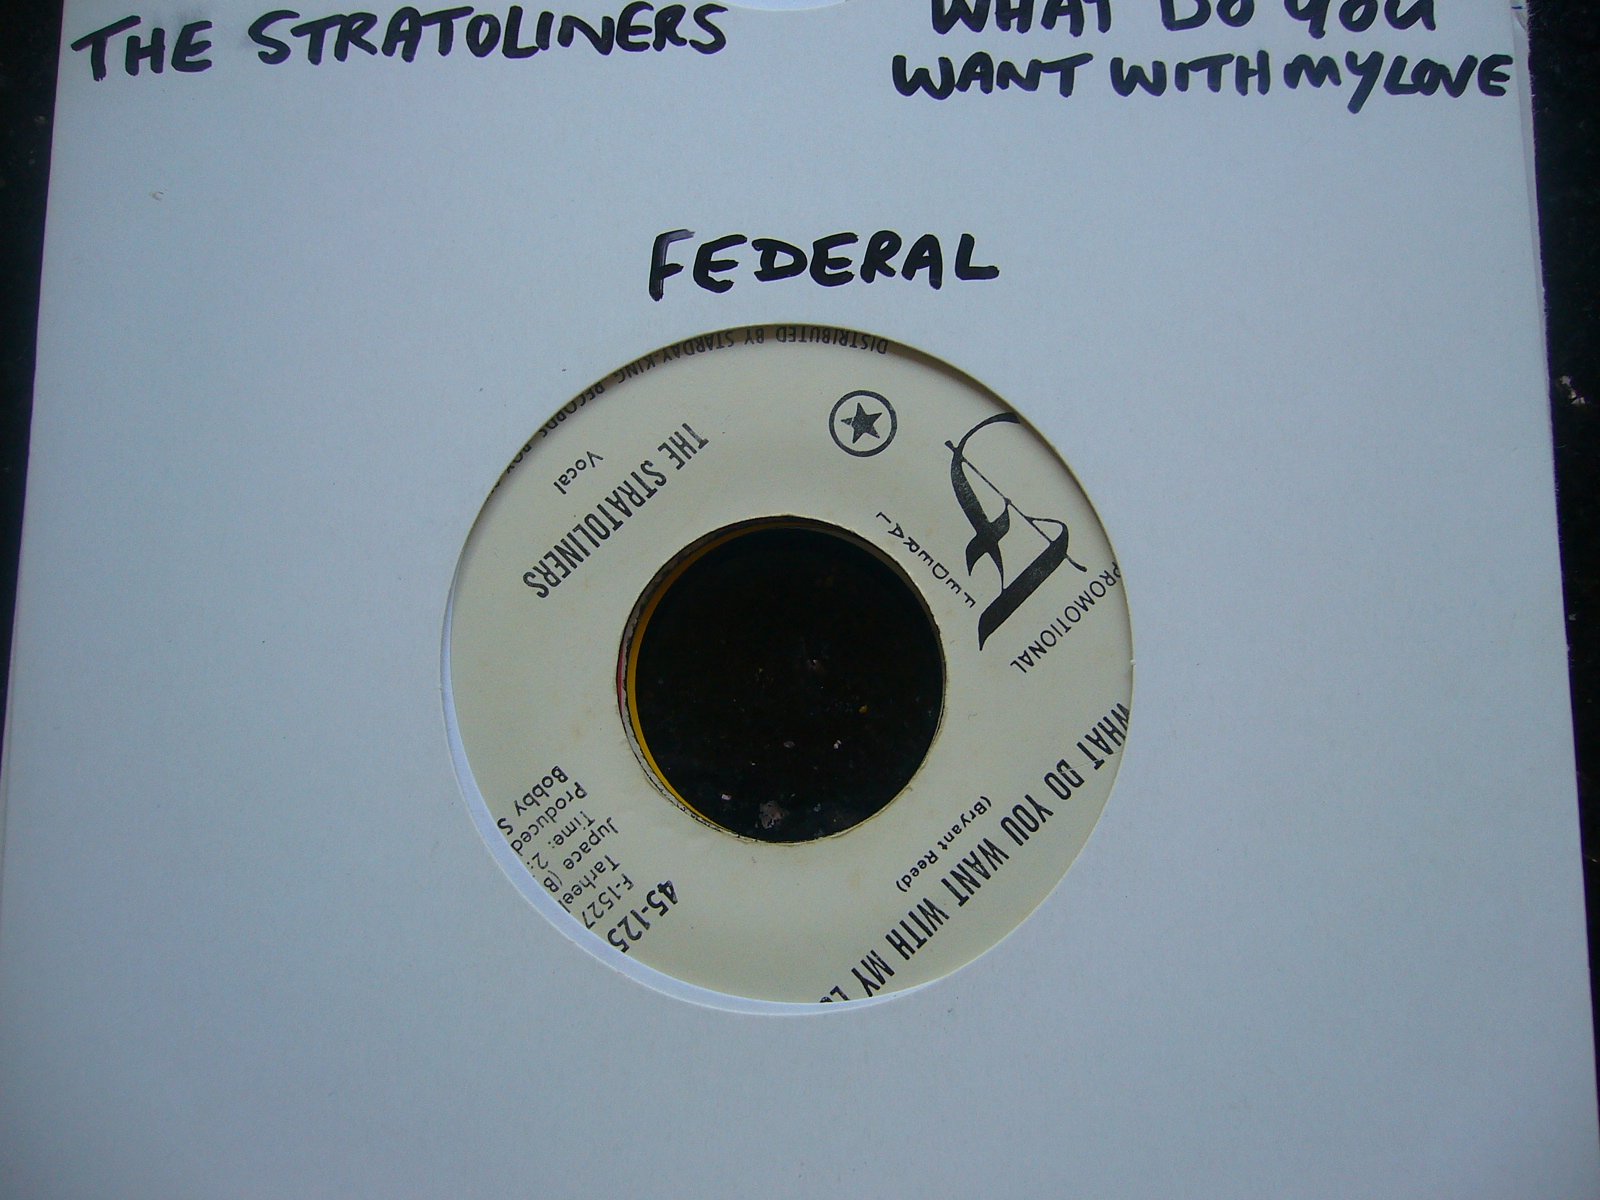 THE STRATOLINERS
WHAT DO YOU
WANT WITH MY LOVE
FEDERAL
DISTRIBUTED BY STARDAY-KING RECORDS
FEDERAL
PROMOTIONAL
WHAT DO YOU WANT WITH MY
(Bryant Reed)
45-125
F-1527
Tarheel
Jupace (B
Time: 2:
Produced
Bobby S
THE STRATOLINERS
Vocal